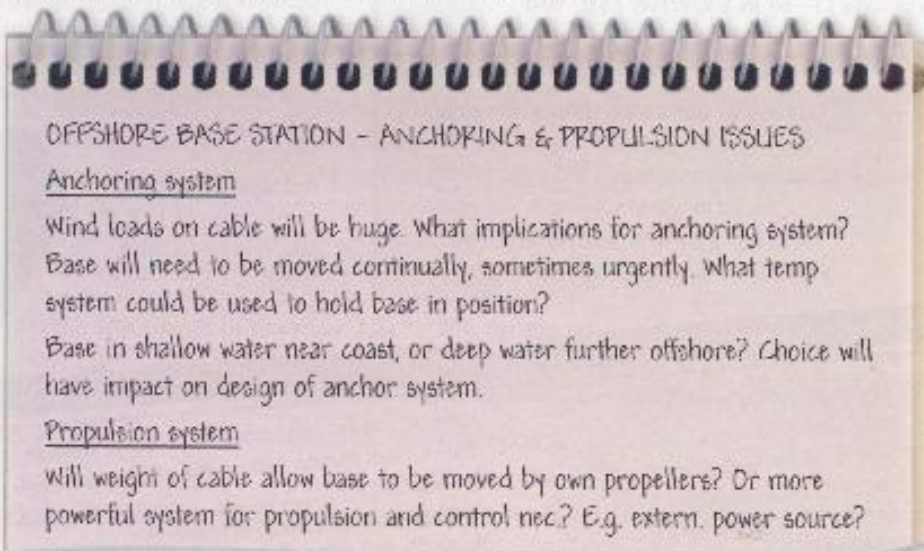 OFFSHORE BASE STATION - ANCHORING & PROPULSION ISSUES
Anchoring system
Wind loads on cable will be huge. What implications for anchoring system?
Base will need to be moved continually, sometimes urgently. What temp
system could be used to hold base in position?
Base in shallow water near coast, or deep water further offshore? Choice will
have impact on design of anchor system.
Propulsion system
Will weight of cable allow base to be moved by own propellers? Or more
powerful system for propulsion and control nec.? E.g. extern. power source?